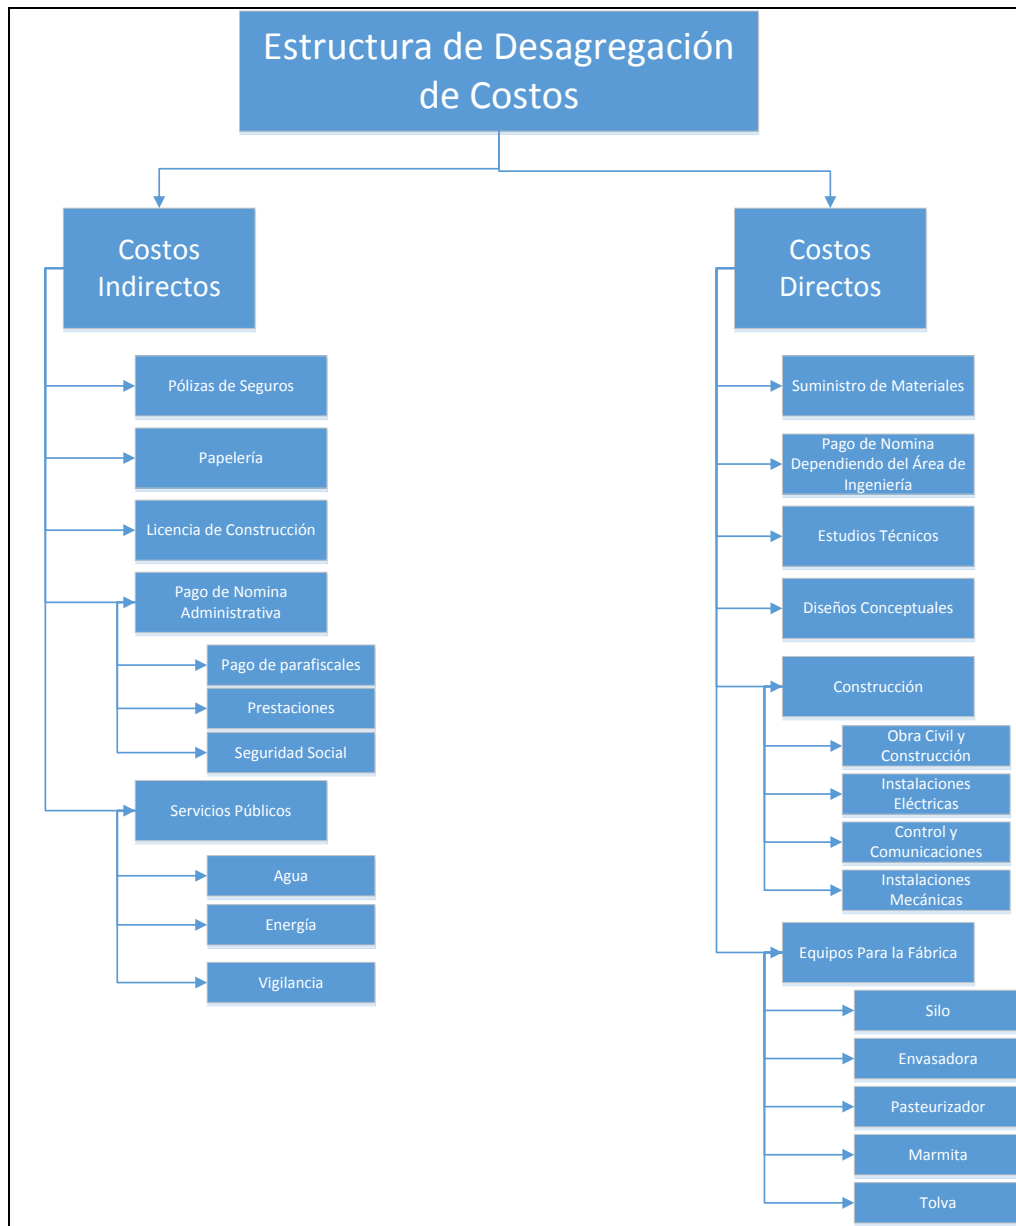 Estructura de Desagregación
de Costos
Costos
Indirectos
Pólizas de Seguros
Papelería
Licencia de Construcción
Pago de Nomina
Administrativa
Pago de parafiscales
Prestaciones
Seguridad Social
Servicios Públicos
Agua
Energía
Vigilancia
Costos
Directos
Suministro de Materiales
Pago de Nomina
Dependiendo del Área de
Ingeniería
Estudios Técnicos
Diseños Conceptuales
Construcción
Obra Civil y
Construcción
Instalaciones
Eléctricas
Control y
Comunicaciones
Instalaciones
Mecánicas
Equipos Para la Fábrica
Silo
Envasadora
Pasteurizador
Marmita
Tolva